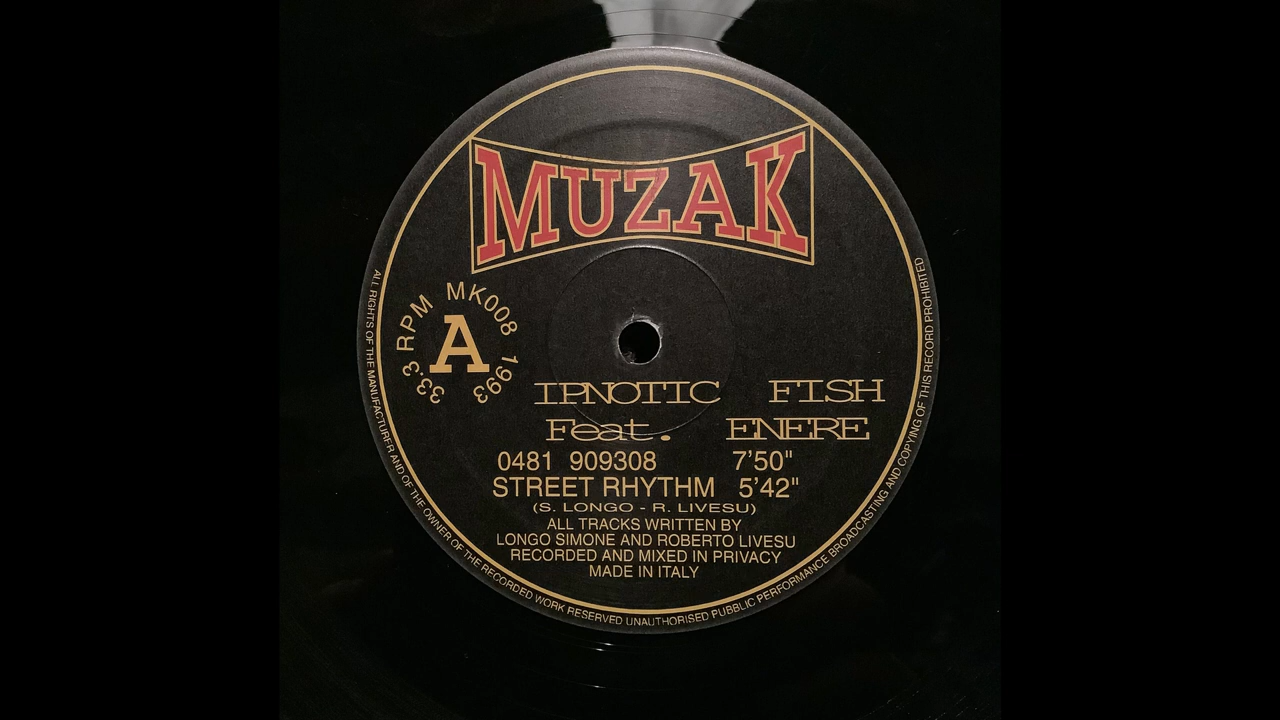 MUZAK
33.3 RPM MK008 1993
A
IPNOTIC FISH
Feat. ENERE
0481 909308 7'50"
STREET RHYTHM 5'42"
(S. LONGO - R. LIVESU)
ALL TRACKS WRITTEN BY
LONGO SIMONE AND ROBERTO LIVESU
RECORDED AND MIXED IN PRIVACY
MADE IN ITALY
ALL RIGHTS OF THE MANUFACTURER AND OF THE OWNER OF THE RECORDED WORK RESERVED UNAUTHORISED PUBBLIC PERFORMANCE BROADCASTING AND COPYING OF THIS RECORD PROHIBITED